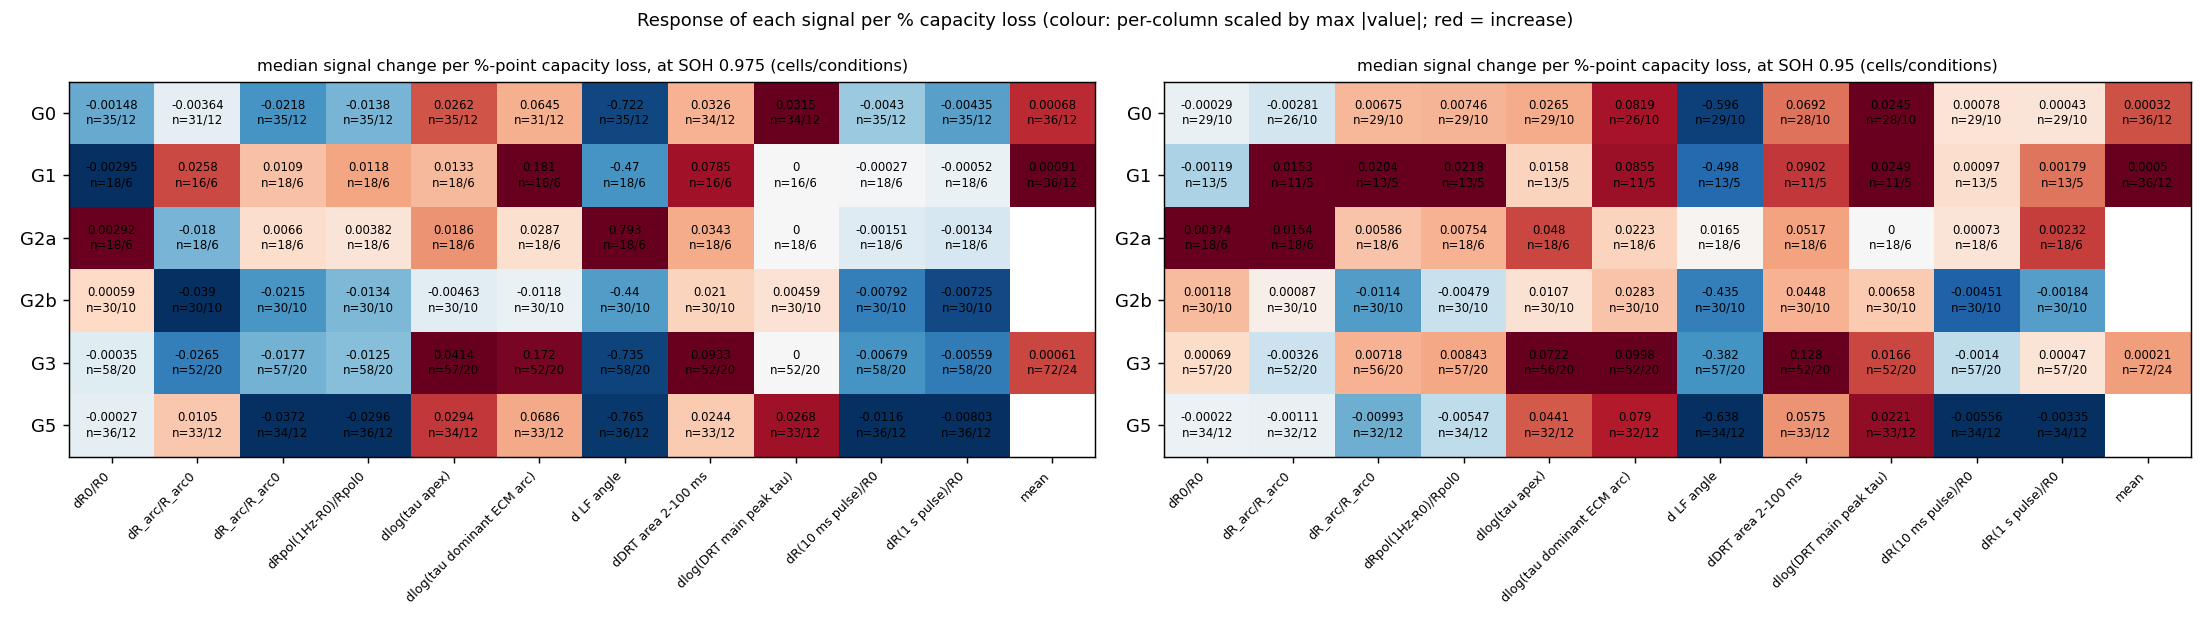 Response of each signal per % capacity loss (colour: per-column scaled by max |value|; red = increase)
median signal change per %-point capacity loss, at SOH 0.975 (cells/conditions)
G0
-0.00148 -0.00364 -0.0218 -0.0138 0.0262 0.0645 -0.722 0.0326 0.0315 -0.0043 -0.00435 0.00068
n=35/12 n=31/12 n=35/12 n=35/12 n=35/12 n=31/12 n=35/12 n=34/12 n=34/12 n=35/12 n=35/12 n=36/12
G1
-0.00295 0.0258 0.0109 0.0118 0.0133 0.181 -0.47 0.0785 0 -0.00027 -0.00052 0.00091
n=18/6 n=16/6 n=18/6 n=18/6 n=18/6 n=16/6 n=18/6 n=16/6 n=16/6 n=18/6 n=18/6 n=36/12
G2a
0.00292 -0.018 0.0066 0.00382 0.0186 0.0287 0.793 0.0343 0 -0.00151 -0.00134
n=18/6 n=18/6 n=18/6 n=18/6 n=18/6 n=18/6 n=18/6 n=18/6 n=18/6 n=18/6 n=18/6
G2b
0.00059 -0.039 -0.0215 -0.0134 -0.00463 -0.0118 -0.44 0.021 0.00459 -0.00792 -0.00725
n=30/10 n=30/10 n=30/10 n=30/10 n=30/10 n=30/10 n=30/10 n=30/10 n=30/10 n=30/10 n=30/10
G3
-0.00035 -0.0265 -0.0177 -0.0125 0.0414 0.172 -0.735 0.0933 0 -0.00679 -0.00559 0.00061
n=58/20 n=52/20 n=57/20 n=58/20 n=57/20 n=52/20 n=58/20 n=52/20 n=52/20 n=58/20 n=58/20 n=72/24
G5
-0.00027 0.0105 -0.0372 -0.0296 0.0294 0.0686 -0.765 0.0244 0.0268 -0.0116 -0.00803
n=36/12 n=33/12 n=34/12 n=36/12 n=34/12 n=33/12 n=36/12 n=33/12 n=33/12 n=36/12 n=36/12
dR0/R0
dR_arc/R_arc0
dR_arc/R_arc0
dRpol(1Hz-R0)/Rpol0
dlog(tau apex)
dlog(tau dominant ECM arc)
d LF angle
dDRT area 2-100 ms
dlog(DRT main peak tau)
dR(10 ms pulse)/R0
dR(1 s pulse)/R0
mean
median signal change per %-point capacity loss, at SOH 0.95 (cells/conditions)
G0
-0.00029 -0.00281 0.00675 0.00746 0.0265 0.0819 -0.596 0.0692 0.0245 0.00078 0.00043 0.00032
n=29/10 n=26/10 n=29/10 n=29/10 n=29/10 n=26/10 n=29/10 n=28/10 n=28/10 n=29/10 n=29/10 n=36/12
G1
-0.00119 0.0153 0.0204 0.0218 0.0158 0.0855 -0.498 0.0902 0.0249 0.00097 0.00179 0.0005
n=13/5 n=11/5 n=13/5 n=13/5 n=13/5 n=11/5 n=13/5 n=11/5 n=11/5 n=13/5 n=13/5 n=36/12
G2a
0.00374 0.0154 0.00586 0.00754 0.048 0.0223 0.0165 0.0517 0 0.00073 0.00232
n=18/6 n=18/6 n=18/6 n=18/6 n=18/6 n=18/6 n=18/6 n=18/6 n=18/6 n=18/6 n=18/6
G2b
0.00118 0.00087 -0.0114 -0.00479 0.0107 0.0283 -0.435 0.0448 0.00658 -0.00451 -0.00184
n=30/10 n=30/10 n=30/10 n=30/10 n=30/10 n=30/10 n=30/10 n=30/10 n=30/10 n=30/10 n=30/10
G3
0.00069 -0.00326 0.00718 0.00843 0.0722 0.0998 -0.382 0.128 0.0166 -0.0014 0.00047 0.00021
n=57/20 n=52/20 n=56/20 n=57/20 n=56/20 n=52/20 n=57/20 n=52/20 n=52/20 n=57/20 n=57/20 n=72/24
G5
-0.00022 -0.00111 -0.00993 -0.00547 0.0441 0.079 -0.638 0.0575 0.0221 -0.00556 -0.00335
n=34/12 n=32/12 n=32/12 n=34/12 n=32/12 n=32/12 n=34/12 n=33/12 n=33/12 n=34/12 n=34/12
dR0/R0
dR_arc/R_arc0
dR_arc/R_arc0
dRpol(1Hz-R0)/Rpol0
dlog(tau apex)
dlog(tau dominant ECM arc)
d LF angle
dDRT area 2-100 ms
dlog(DRT main peak tau)
dR(10 ms pulse)/R0
dR(1 s pulse)/R0
mean